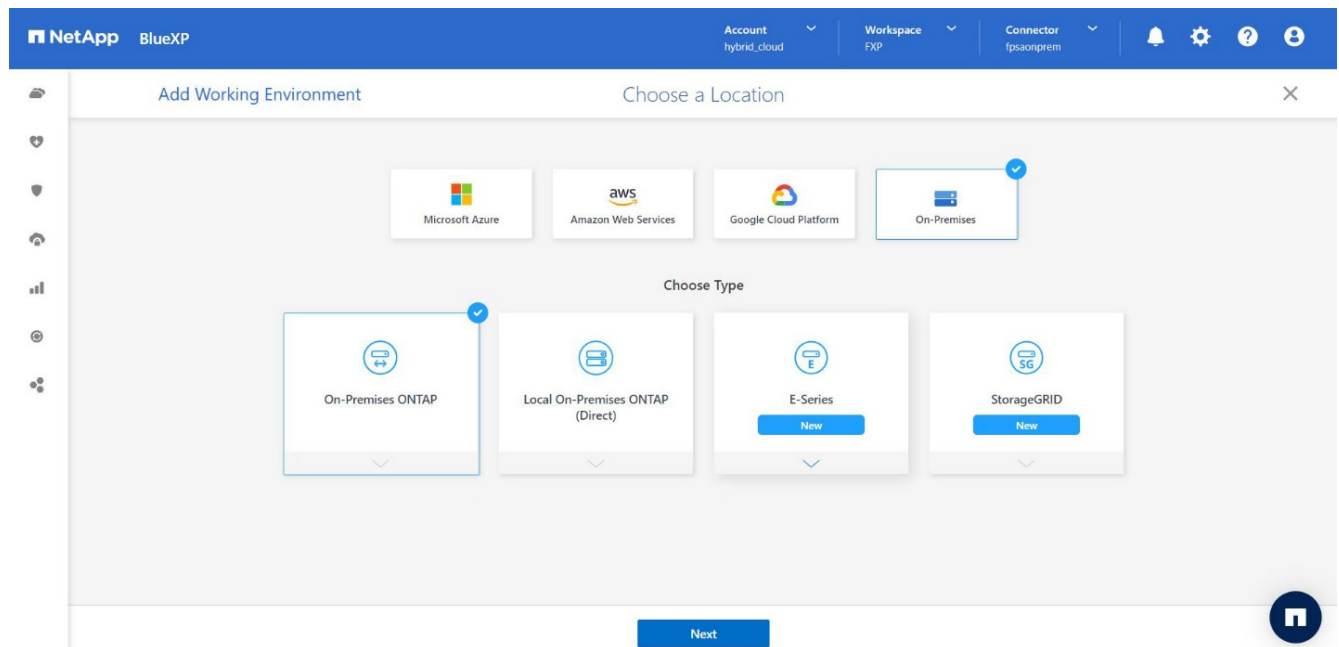 NetApp BlueXP
Account
hybrid_cloud
Workspace
FXP
Connector
fpsaonprem
Add Working Environment
Choose a Location
Microsoft Azure
aws
Amazon Web Services
Google Cloud Platform
On-Premises
Choose Type
On-Premises ONTAP
Local On-Premises ONTAP
(Direct)
E
E-Series
New
SG
StorageGRID
New
Next